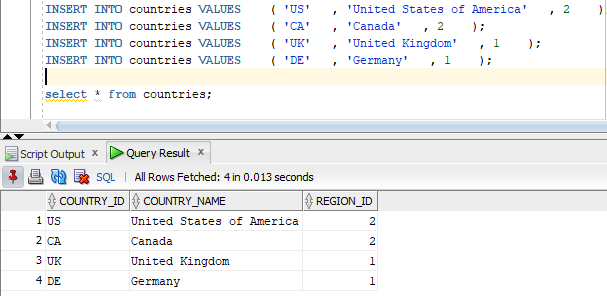 INSERT INTO countries VALUES ( 'US' , 'United States of America' , 2 );
INSERT INTO countries VALUES ( 'CA' , 'Canada' , 2 );
INSERT INTO countries VALUES ( 'UK' , 'United Kingdom' , 1 );
INSERT INTO countries VALUES ( 'DE' , 'Germany' , 1 );
select * from countries;
Script Output x Query Result x
SQL | All Rows Fetched: 4 in 0.013 seconds
COUNTRY_ID COUNTRY_NAME REGION_ID
1 US United States of America 2
2 CA Canada 2
3 UK United Kingdom 1
4 DE Germany 1